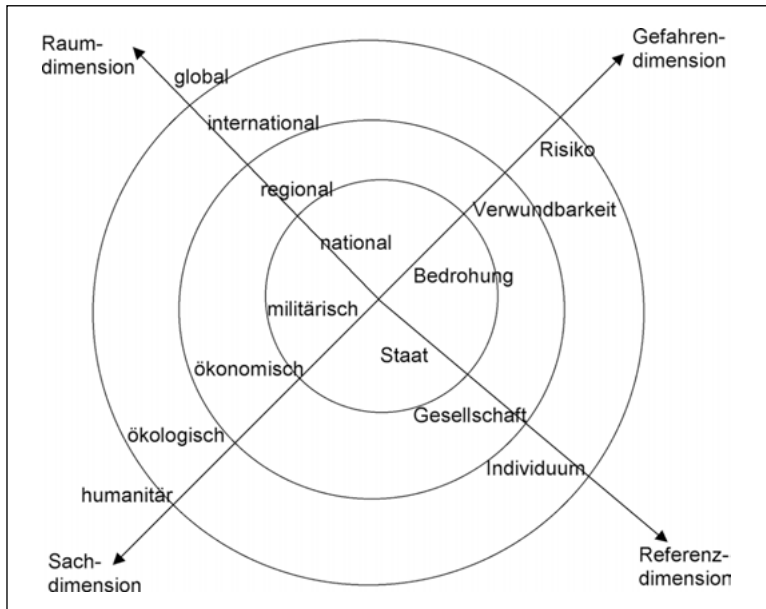 Raum-
dimension
Gefahren-
dimension
global
international
Risiko
regional
Verwundbarkeit
national
Bedrohung
militärisch
Staat
ökonomisch
Gesellschaft
ökologisch
Individuum
humanitär
Sach-
dimension
Referenz-
dimension